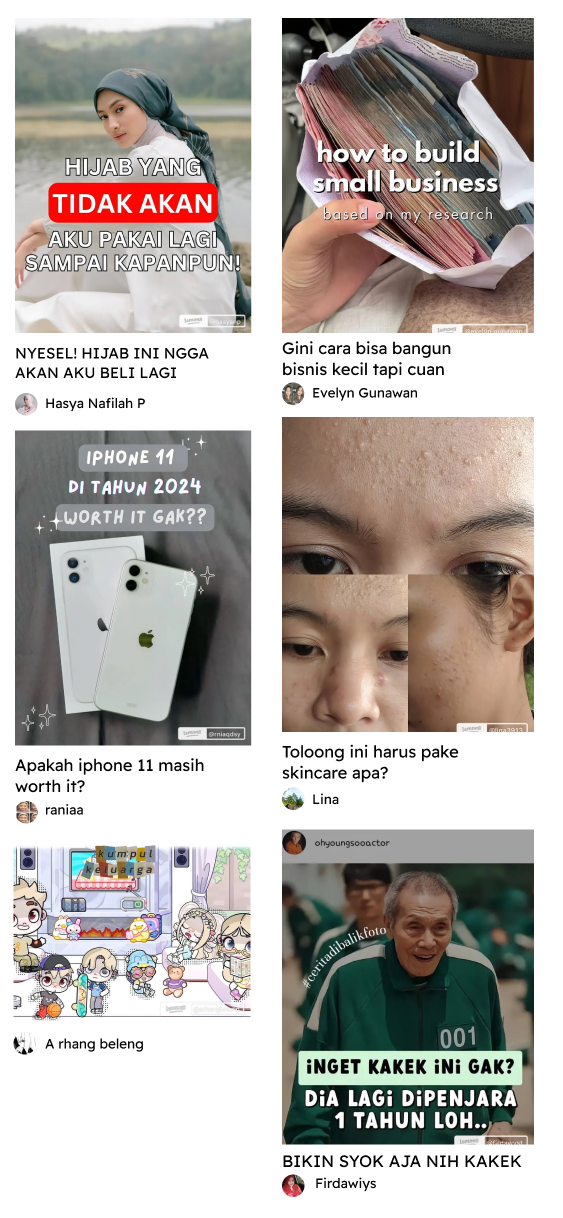 HIJAB YANG
TIDAK AKAN
AKU PAKAI LAGI
SAMPAI KAPANPUN!
NYESEL! HIJAB INI NGGA
AKAN AKU BELI LAGI
Hasya Nafilah P
how to build
small business
based on my research
Gini cara bisa bangun
bisnis kecil tapi cuan
Evelyn Gunawan
IPHONE 11
DI TAHUN 2024
WORTH IT GAK??
@rniaqdsy
Apakah iphone 11 masih
worth it?
raniaa
Toloong ini harus pake
skincare apa?
Lina
kumpul
keluarga
A rhang beleng
ohyoungsooactor
#ceritadibalikfoto
001
iNGET KAKEK iNi GAK?
DiA LAGi DiPENJARA
1 TAHUN LOH..
BIKIN SYOK AJA NIH KAKEK
Firdawiys